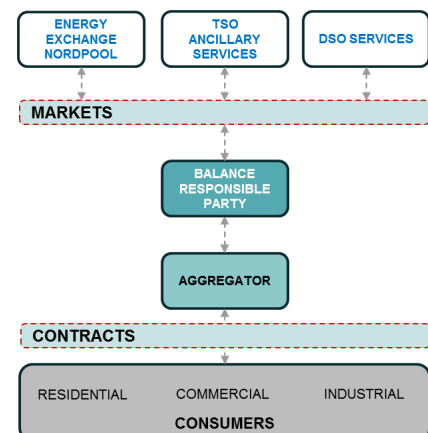 ENERGY
EXCHANGE
NORDPOOL
TSO
ANCILLARY
SERVICES
DSO SERVICES
MARKETS
BALANCE
RESPONSIBLE
PARTY
AGGREGATOR
CONTRACTS
RESIDENTIAL COMMERCIAL INDUSTRIAL
CONSUMERS